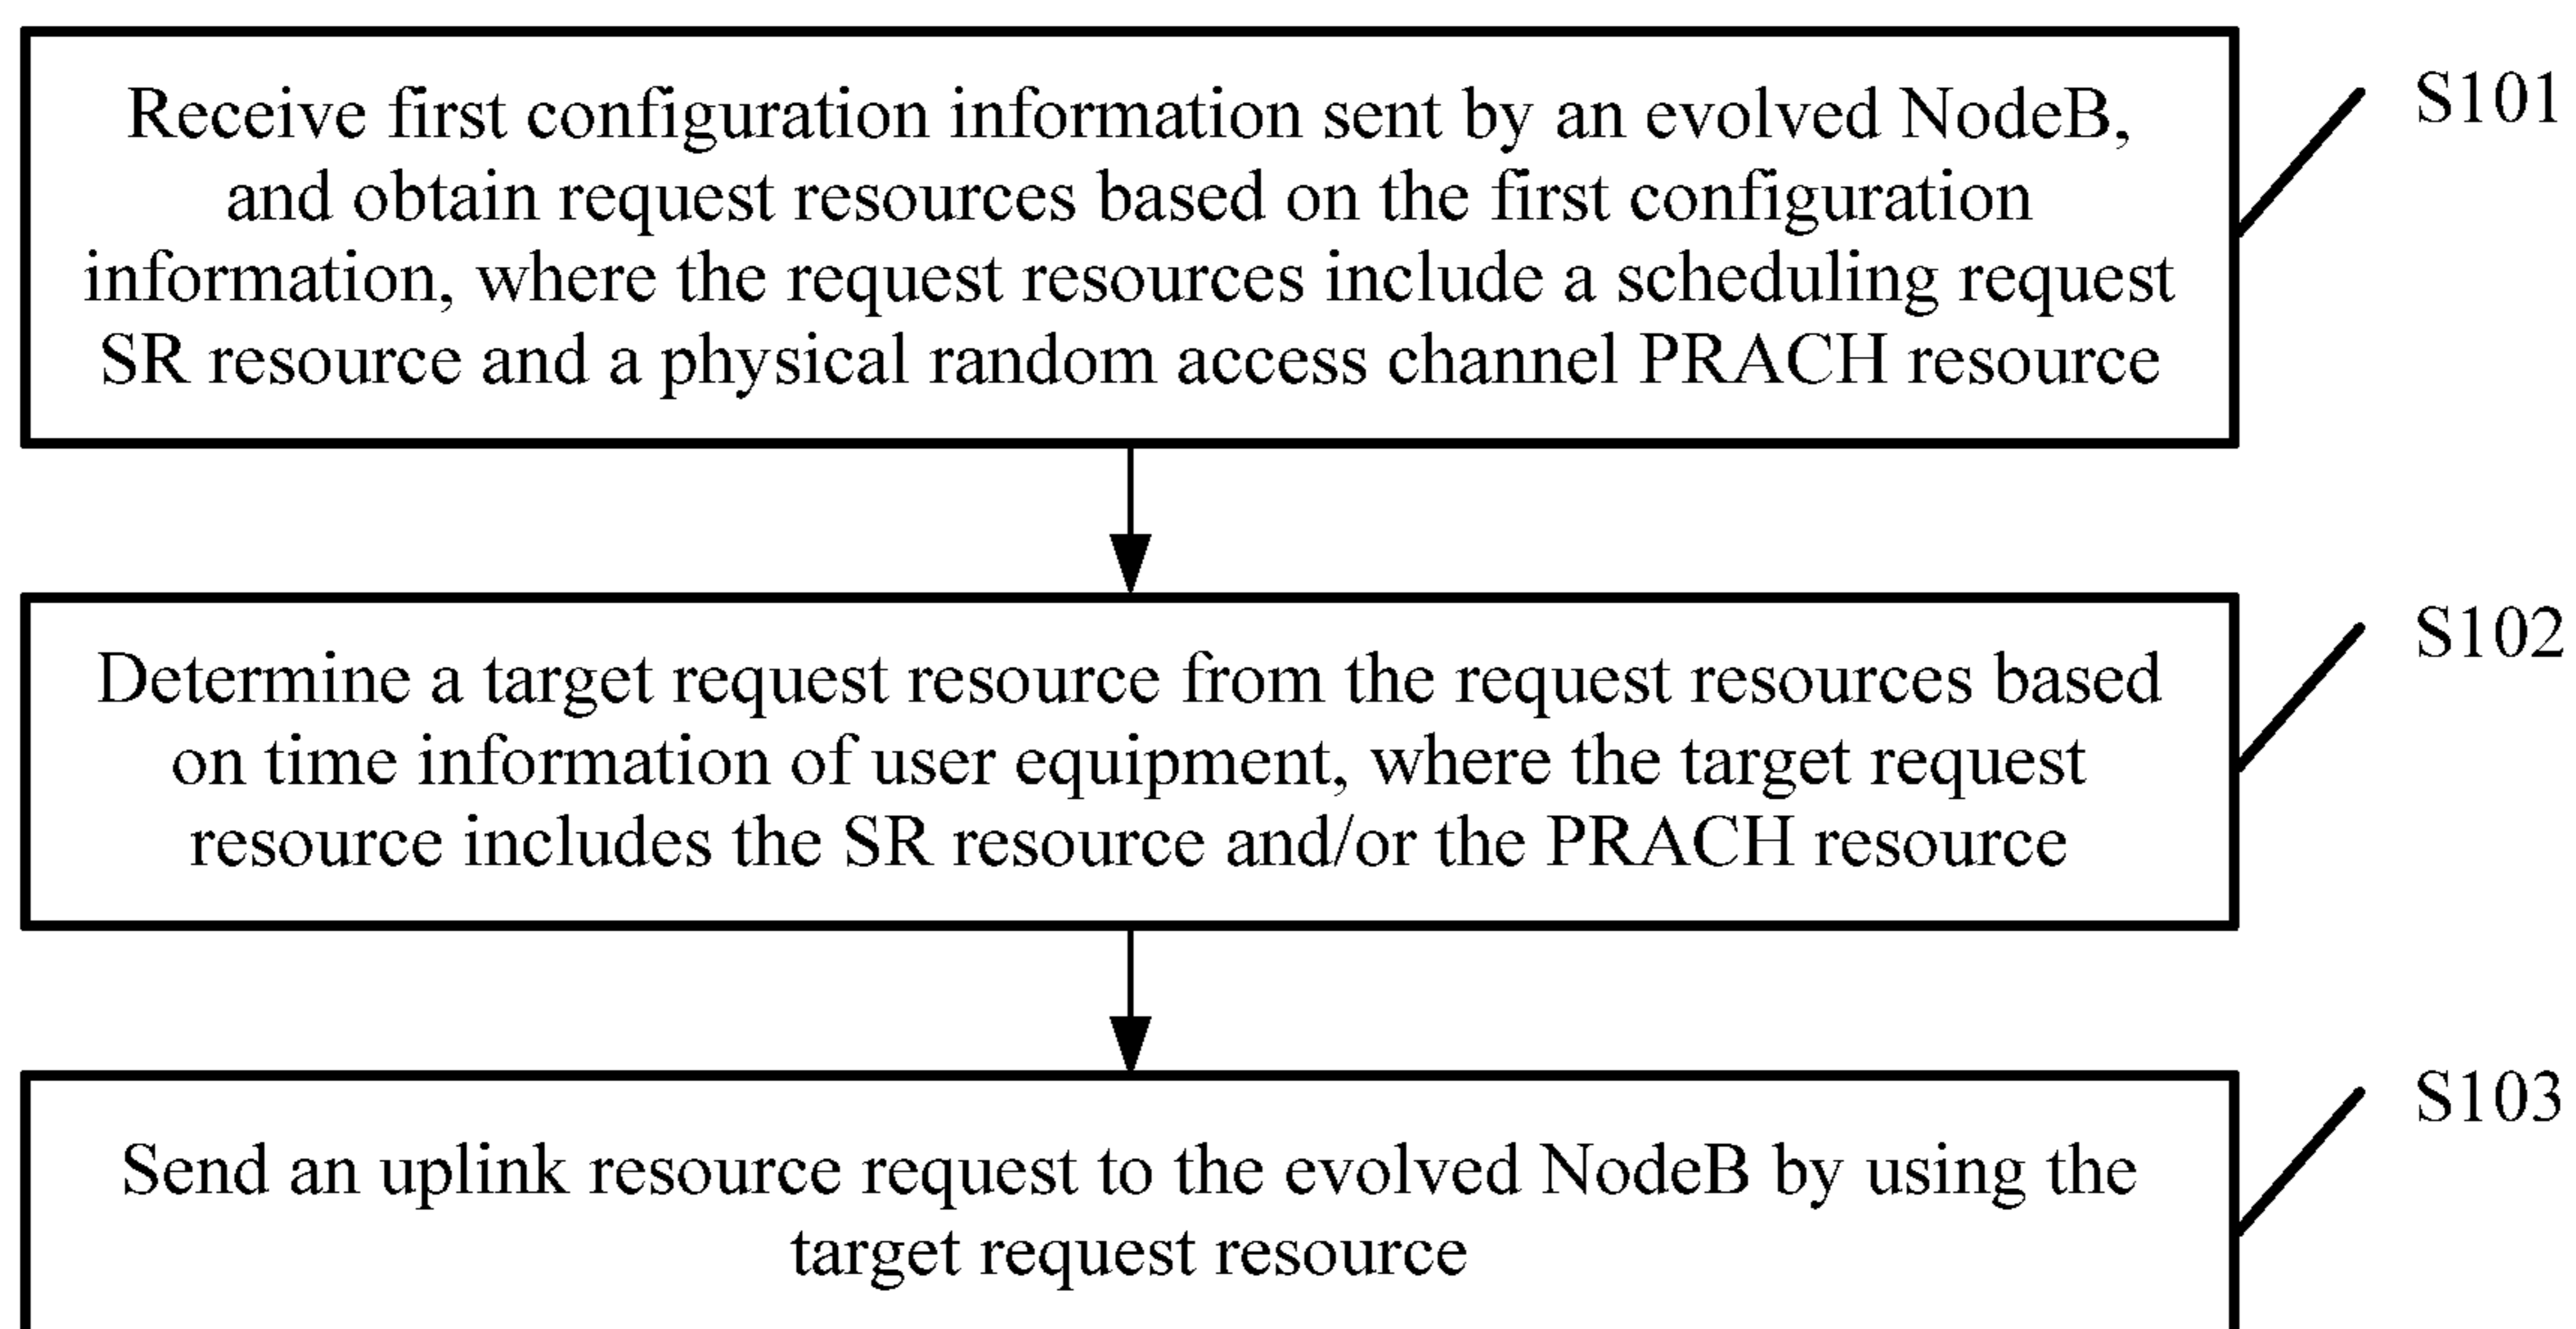 Receive first configuration information sent by an evolved NodeB,
and obtain request resources based on the first configuration
information, where the request resources include a scheduling request
SR resource and a physical random access channel PRACH resource
S101
Determine a target request resource from the request resources based
on time information of user equipment, where the target request
resource includes the SR resource and/or the PRACH resource
S102
Send an uplink resource request to the evolved NodeB by using the
target request resource
S103